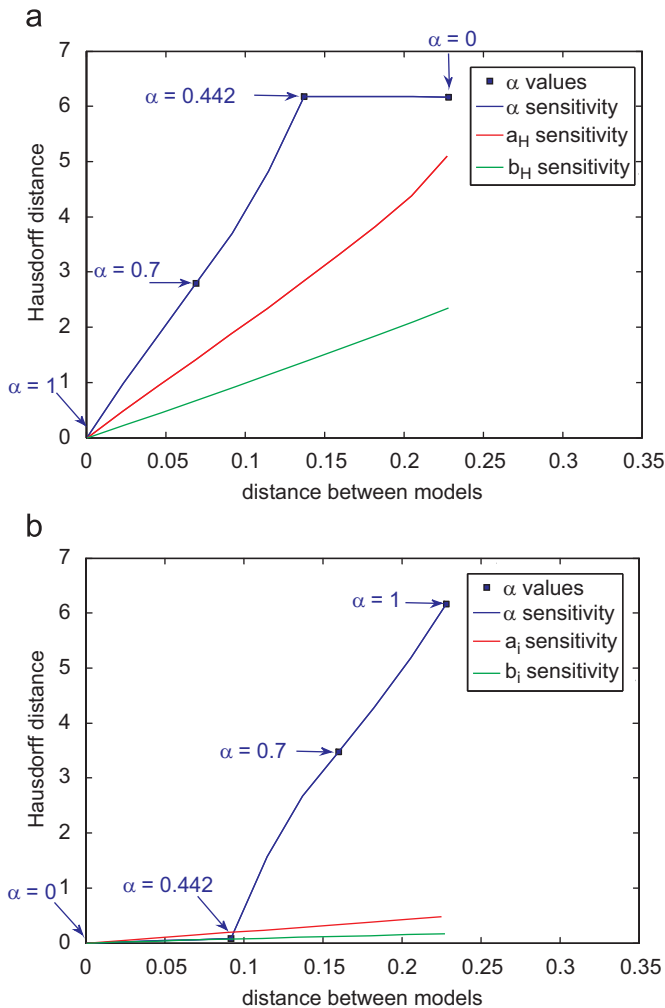 a
7
6
5
4
3
2
1
0
Hausdorff distance
α = 0
α = 0.442
α = 0.7
α = 1
α values
α sensitivity
a_H sensitivity
b_H sensitivity
0 0.05 0.1 0.15 0.2 0.25 0.3 0.35
distance between models
b
7
6
5
4
3
2
1
0
Hausdorff distance
α = 1
α = 0.7
α = 0.442
α = 0
α values
α sensitivity
a_i sensitivity
b_i sensitivity
0 0.05 0.1 0.15 0.2 0.25 0.3 0.35
distance between models